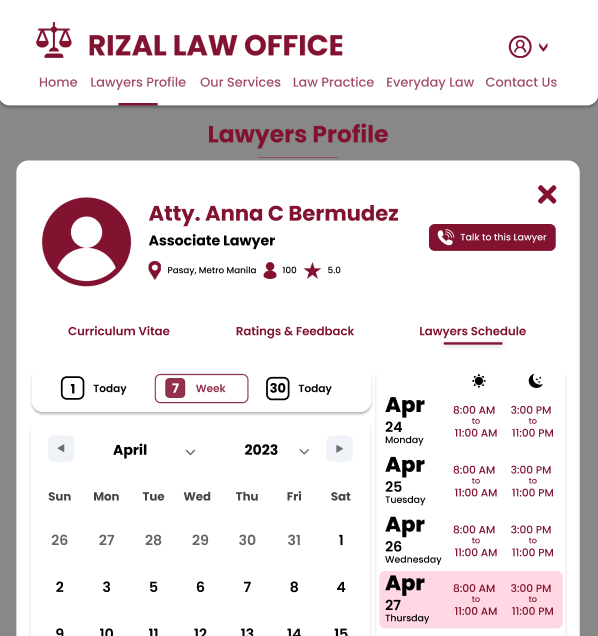 RIZAL LAW OFFICE
Home Lawyers Profile Our Services Law Practice Everyday Law Contact Us
Lawyers Profile
Atty. Anna C Bermudez
Associate Lawyer
Talk to this Lawyer
Pasay, Metro Manila 100 5.0
Curriculum Vitae Ratings & Feedback Lawyers Schedule
1 Today 7 Week 30 Today
April 2023
Sun Mon Tue Wed Thu Fri Sat
26 27 28 29 30 31 1
2 3 5 6 7 8 4
9 10 11 12 13 14 15
Apr
24
Monday
8:00 AM
to
11:00 AM
3:00 PM
to
11:00 PM
Apr
25
Tuesday
8:00 AM
to
11:00 AM
3:00 PM
to
11:00 PM
Apr
26
Wednesday
8:00 AM
to
11:00 AM
3:00 PM
to
11:00 PM
Apr
27
Thursday
8:00 AM
to
11:00 AM
3:00 PM
to
11:00 PM